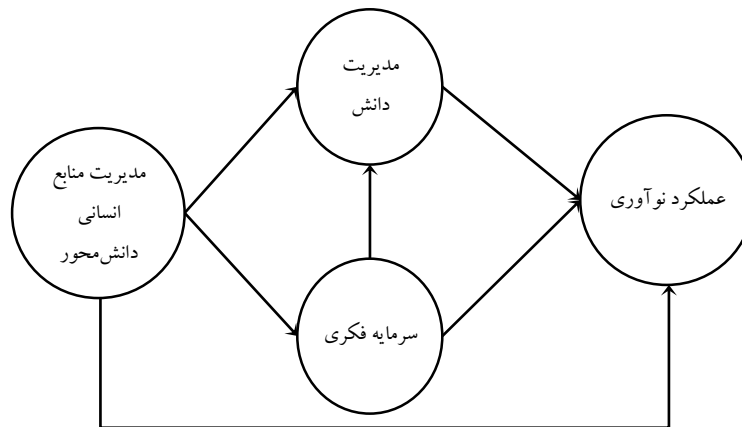 مدیریت
دانش
مدیریت منابع
انسانی
دانش‌محور
عملکرد نوآوری
سرمایه فکری